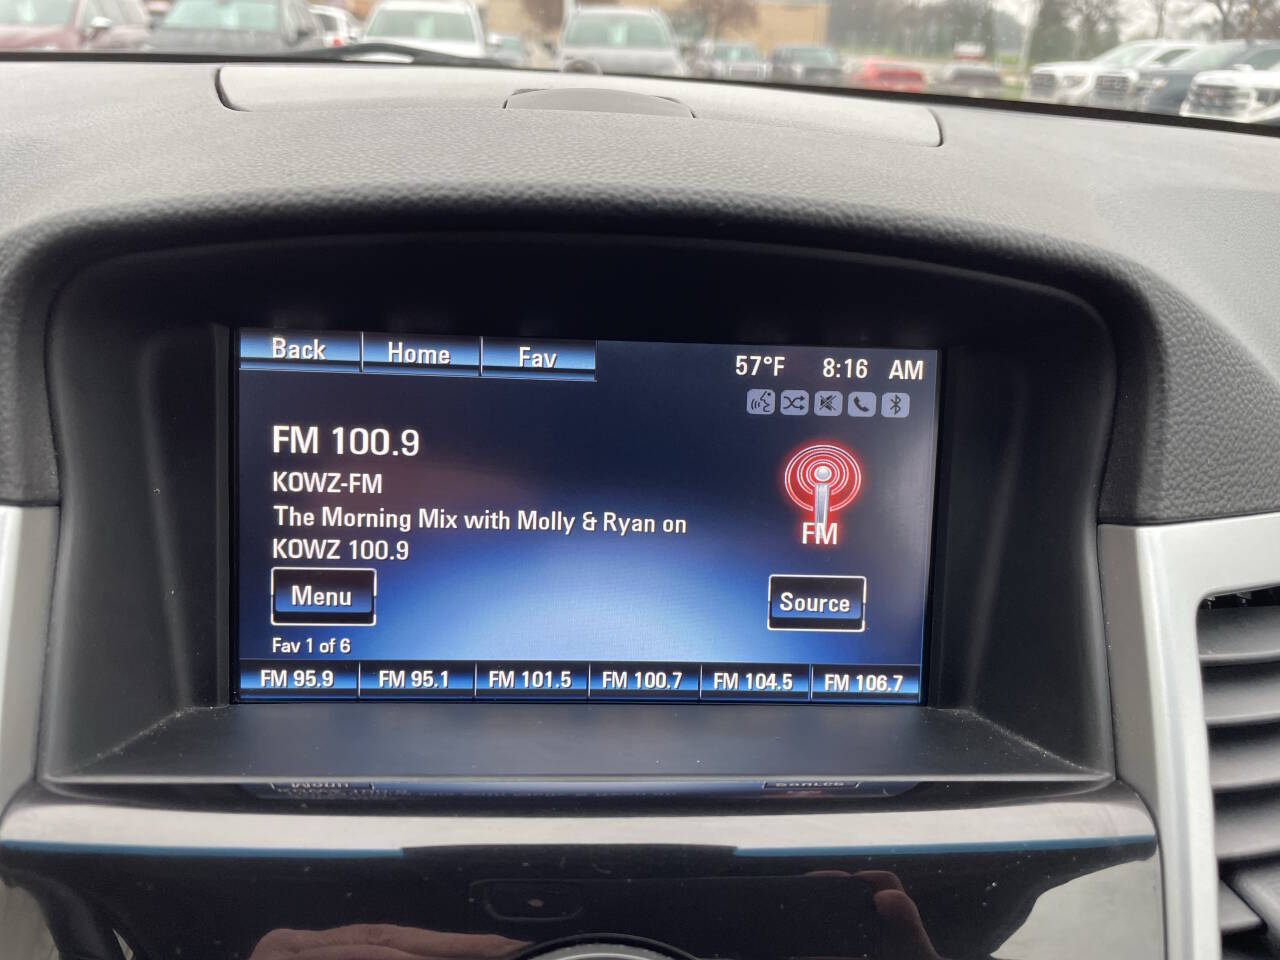 Back Home Fav 57°F 8:16 AM
FM 100.9
KOWZ-FM
The Morning Mix with Molly & Ryan on
KOWZ 100.9
FM
Menu Source
Fav 1 of 6
FM 95.9 FM 95.1 FM 101.5 FM 100.7 FM 104.5 FM 106.7